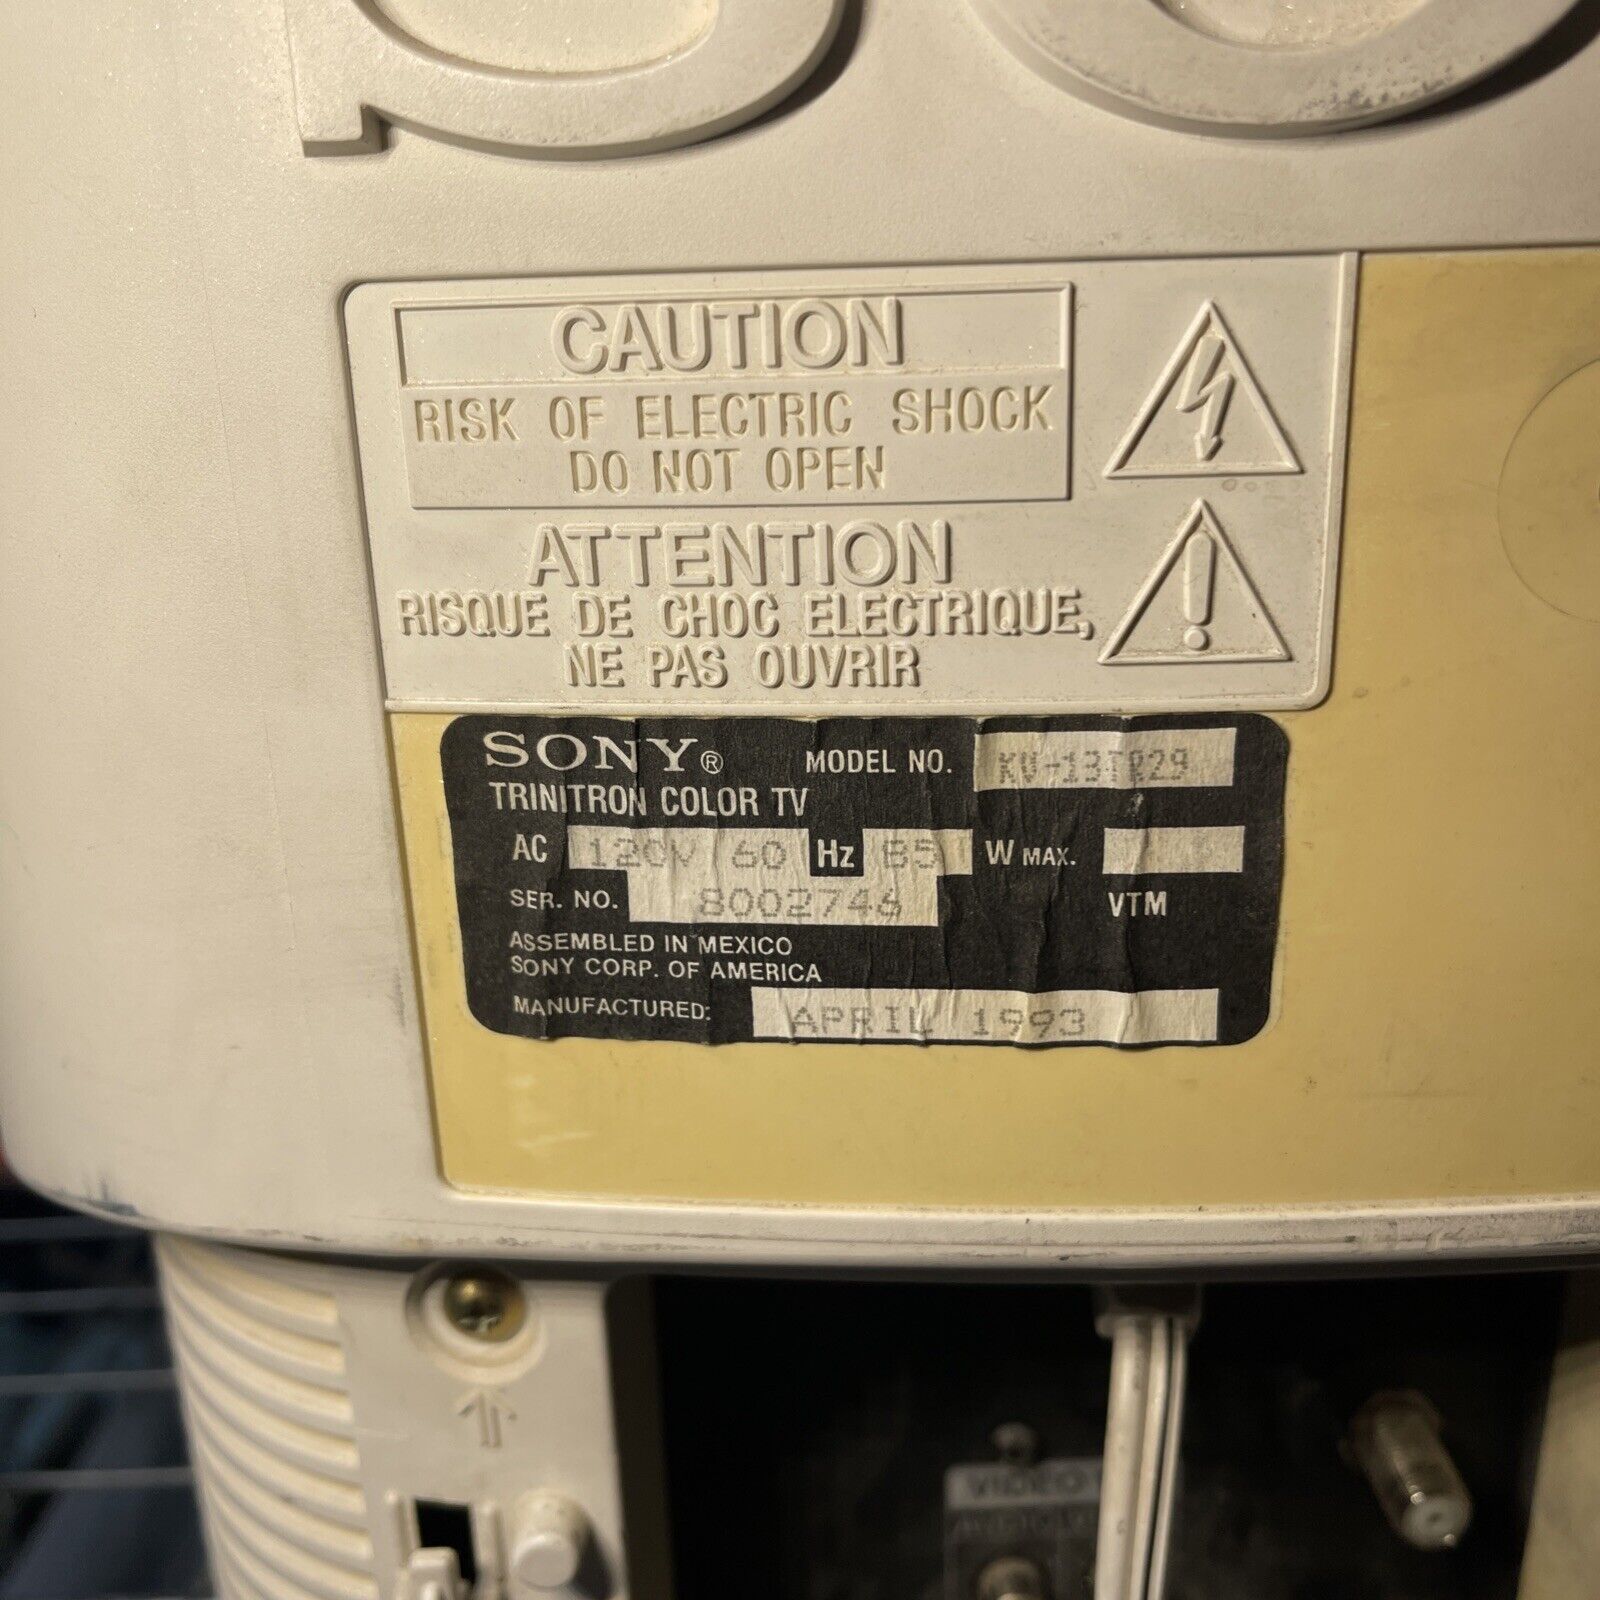 CAUTION
RISK OF ELECTRIC SHOCK
DO NOT OPEN
ATTENTION
RISQUE DE CHOC ELECTRIQUE,
NE PAS OUVRIR
SONY® MODEL NO. KV-13TR29
TRINITRON COLOR TV
AC 120V 60 Hz 85 W MAX.
SER. NO. 8002746 VTM
ASSEMBLED IN MEXICO
SONY CORP. OF AMERICA
MANUFACTURED: APRIL 1993
VIDEO